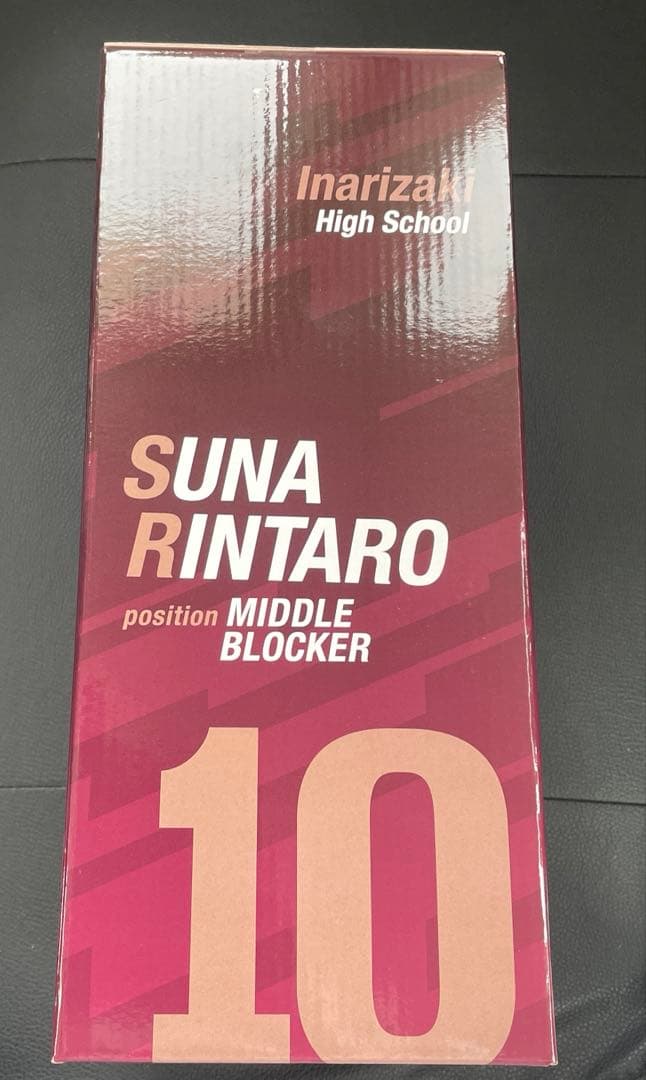 Inarizaki
High School
SUNA
RINTARO
position MIDDLE
BLOCKER
10